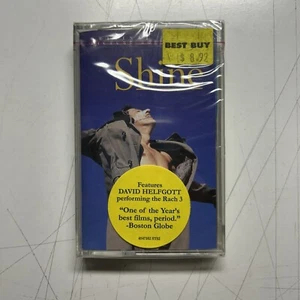 BEST BUY
$ 6.92
Shine
Features
DAVID HELFGOTT
performing the Rach 3
"One of the Year's
best films, period."
-Boston Globe